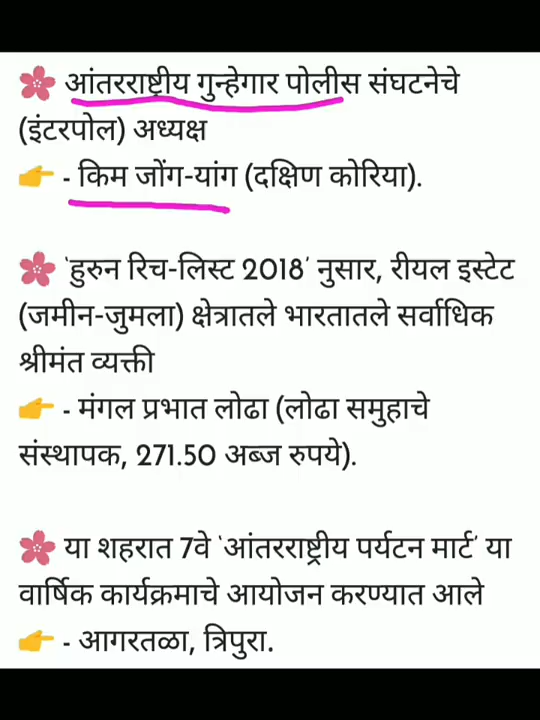 🌸 आंतरराष्ट्रीय गुन्हेगार पोलीस संघटनेचे
(इंटरपोल) अध्यक्ष
👉 - किम जोंग-यांग (दक्षिण कोरिया).
🌸 'हुरुन रिच-लिस्ट 2018' नुसार, रीयल इस्टेट
(जमीन-जुमला) क्षेत्रातले भारतातले सर्वाधिक
श्रीमंत व्यक्ती
👉 - मंगल प्रभात लोढा (लोढा समुहाचे
संस्थापक, 271.50 अब्ज रुपये).
🌸 या शहरात 7वे 'आंतरराष्ट्रीय पर्यटन मार्ट' या
वार्षिक कार्यक्रमाचे आयोजन करण्यात आले
👉 - आगरतळा, त्रिपुरा.